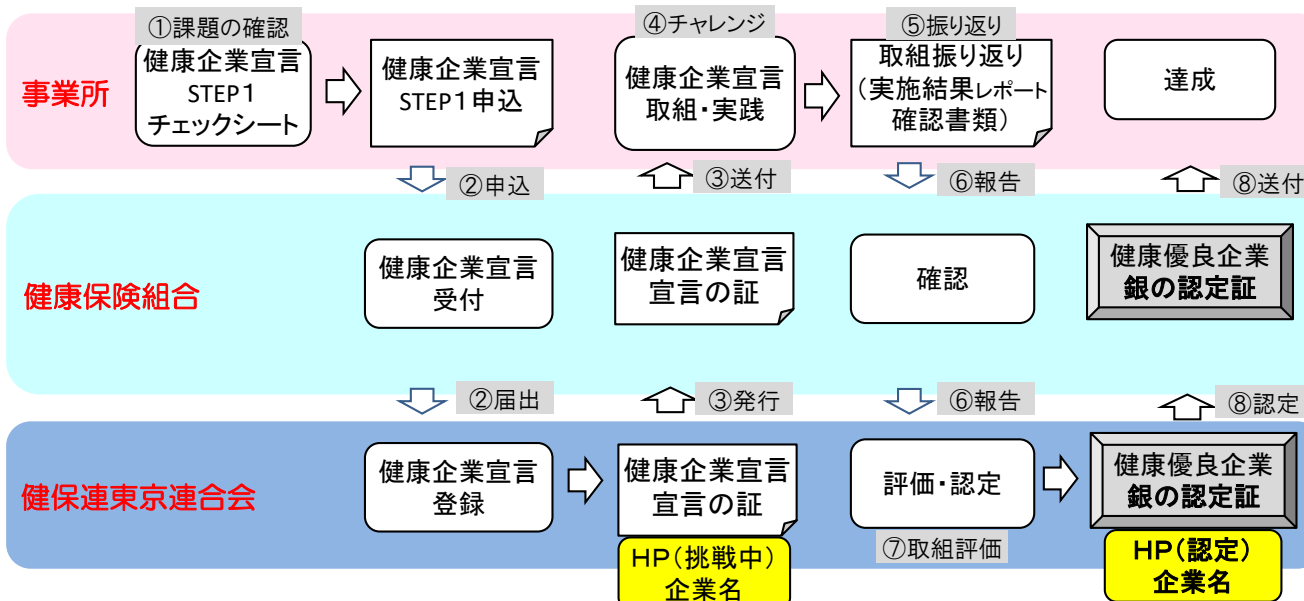 事業所
①課題の確認
健康企業宣言
STEP1
チェックシート
健康企業宣言
STEP1申込
④チャレンジ
健康企業宣言
取組・実践
⑤振り返り
取組振り返り
(実施結果レポート
確認書類)
達成
②申込
③送付
⑥報告
⑧送付
健康保険組合
健康企業宣言
受付
健康企業宣言
宣言の証
確認
健康優良企業
銀の認定証
②届出
③発行
⑥報告
⑧認定
健保連東京連合会
健康企業宣言
登録
健康企業宣言
宣言の証
HP(挑戦中)
企業名
評価・認定
⑦取組評価
健康優良企業
銀の認定証
HP(認定)
企業名